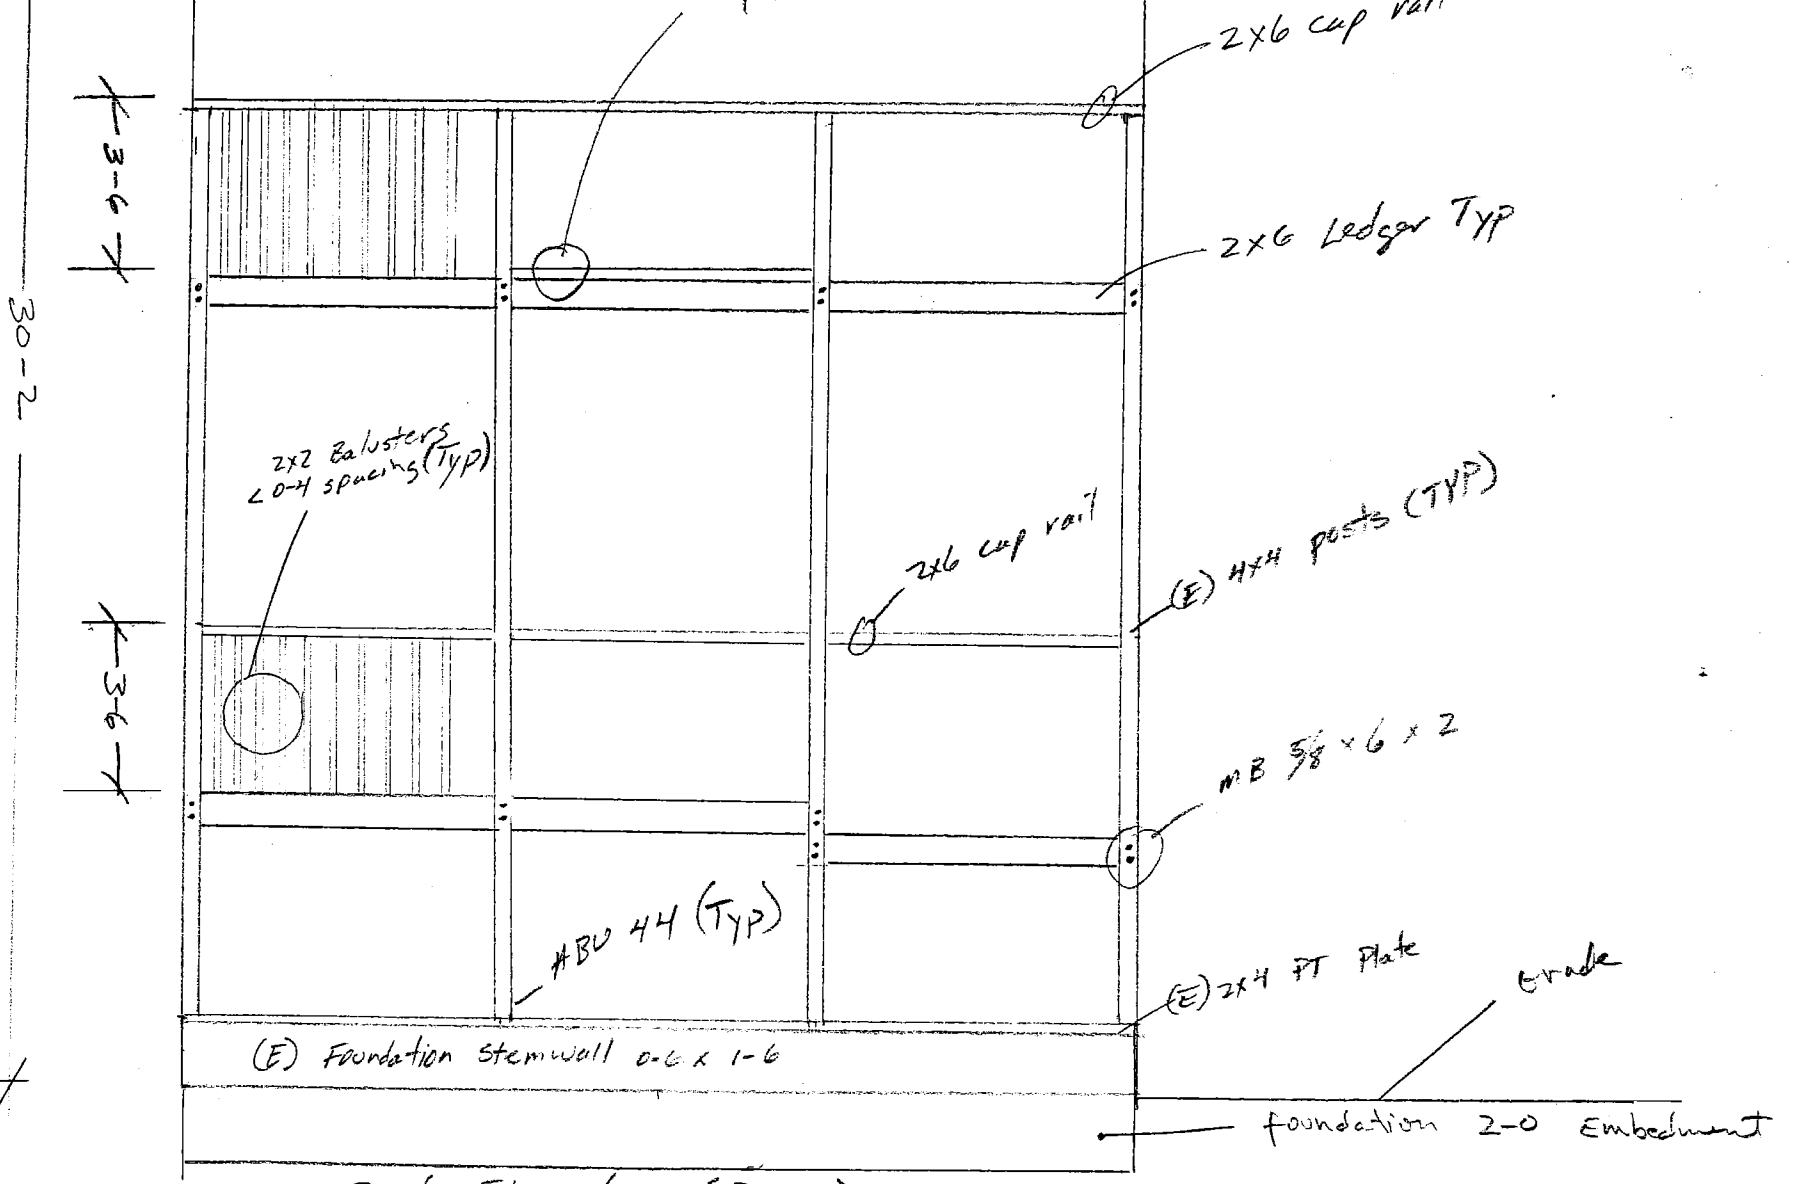 2x6 cap rail
3-6
2x6 Ledger Typ
30-2
2x2 Balusters
< 0-4 spacing (Typ)
2x6 cap rail
(E) 4x4 posts (TYP)
3-6
MB 5/8 x 6 x 2
ABU 44 (Typ)
(E) 2x4 PT Plate
Grade
(E) Foundation Stemwall 0-6 x 1-6
foundation 2-0 Embedment